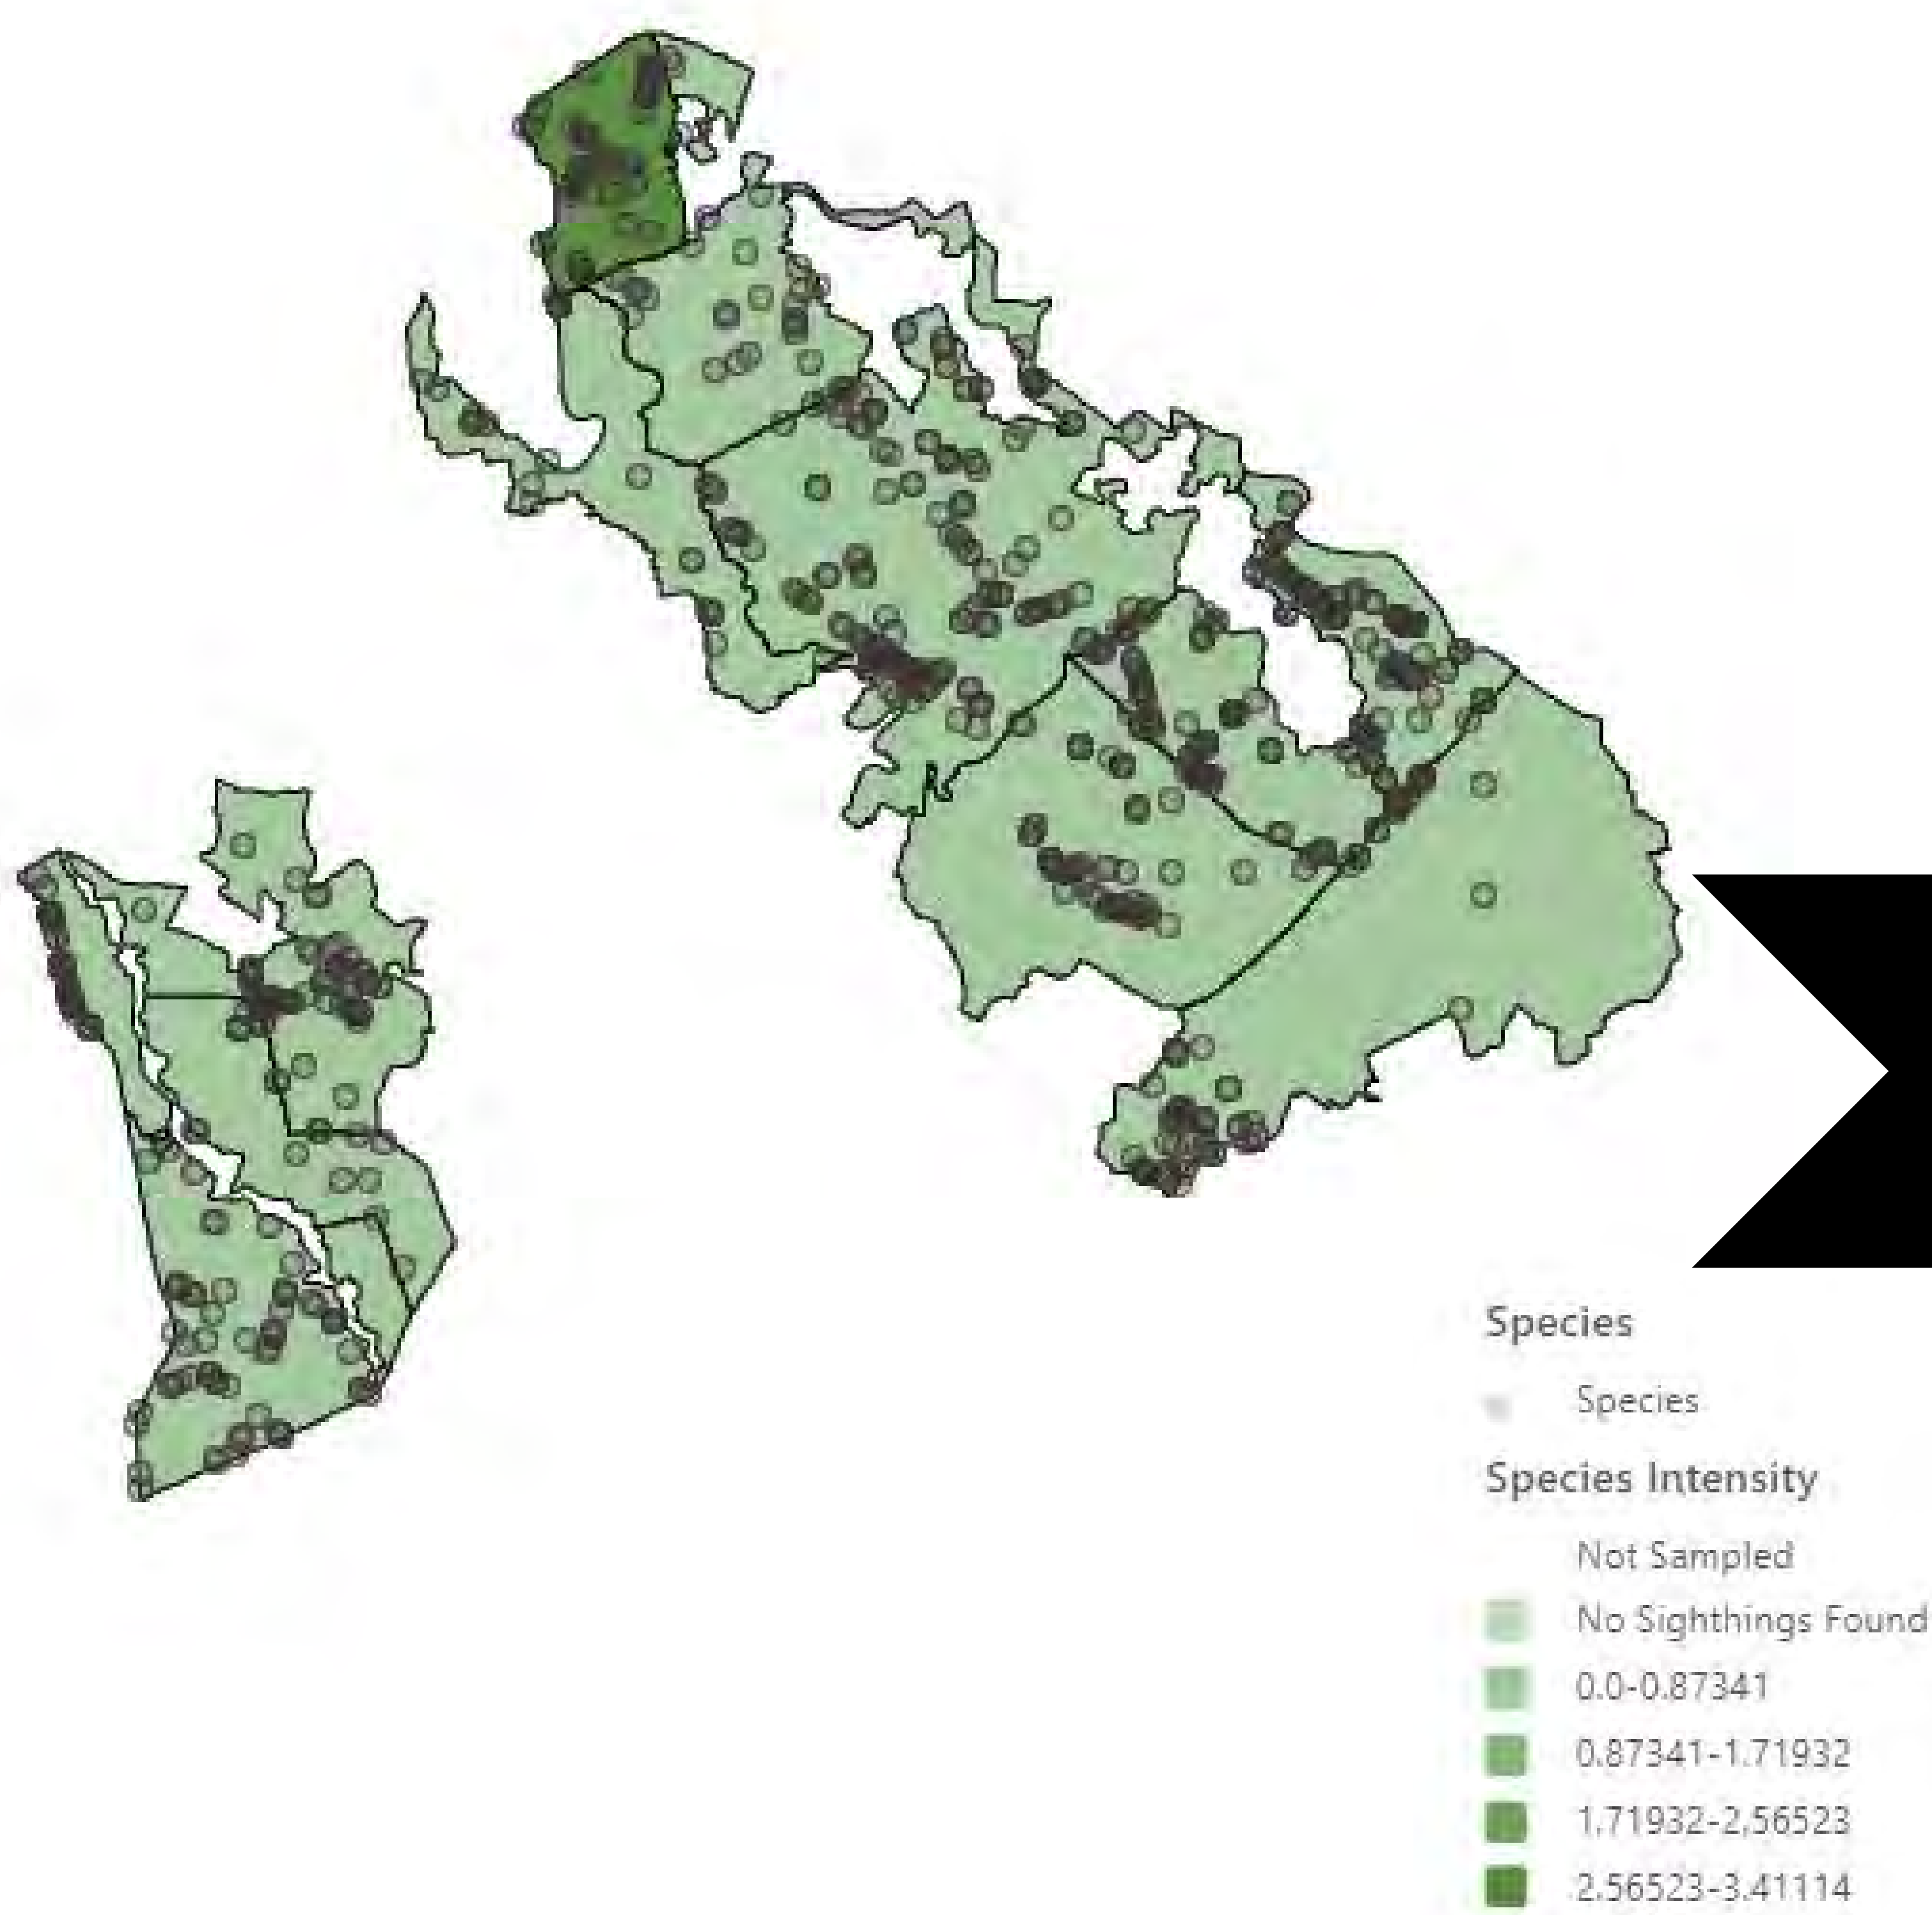 Species
Species
Species Intensity
Not Sampled
No Sighthings Found
0.0-0.87341
0.87341-1.71932
1.71932-2.56523
2.56523-3.41114